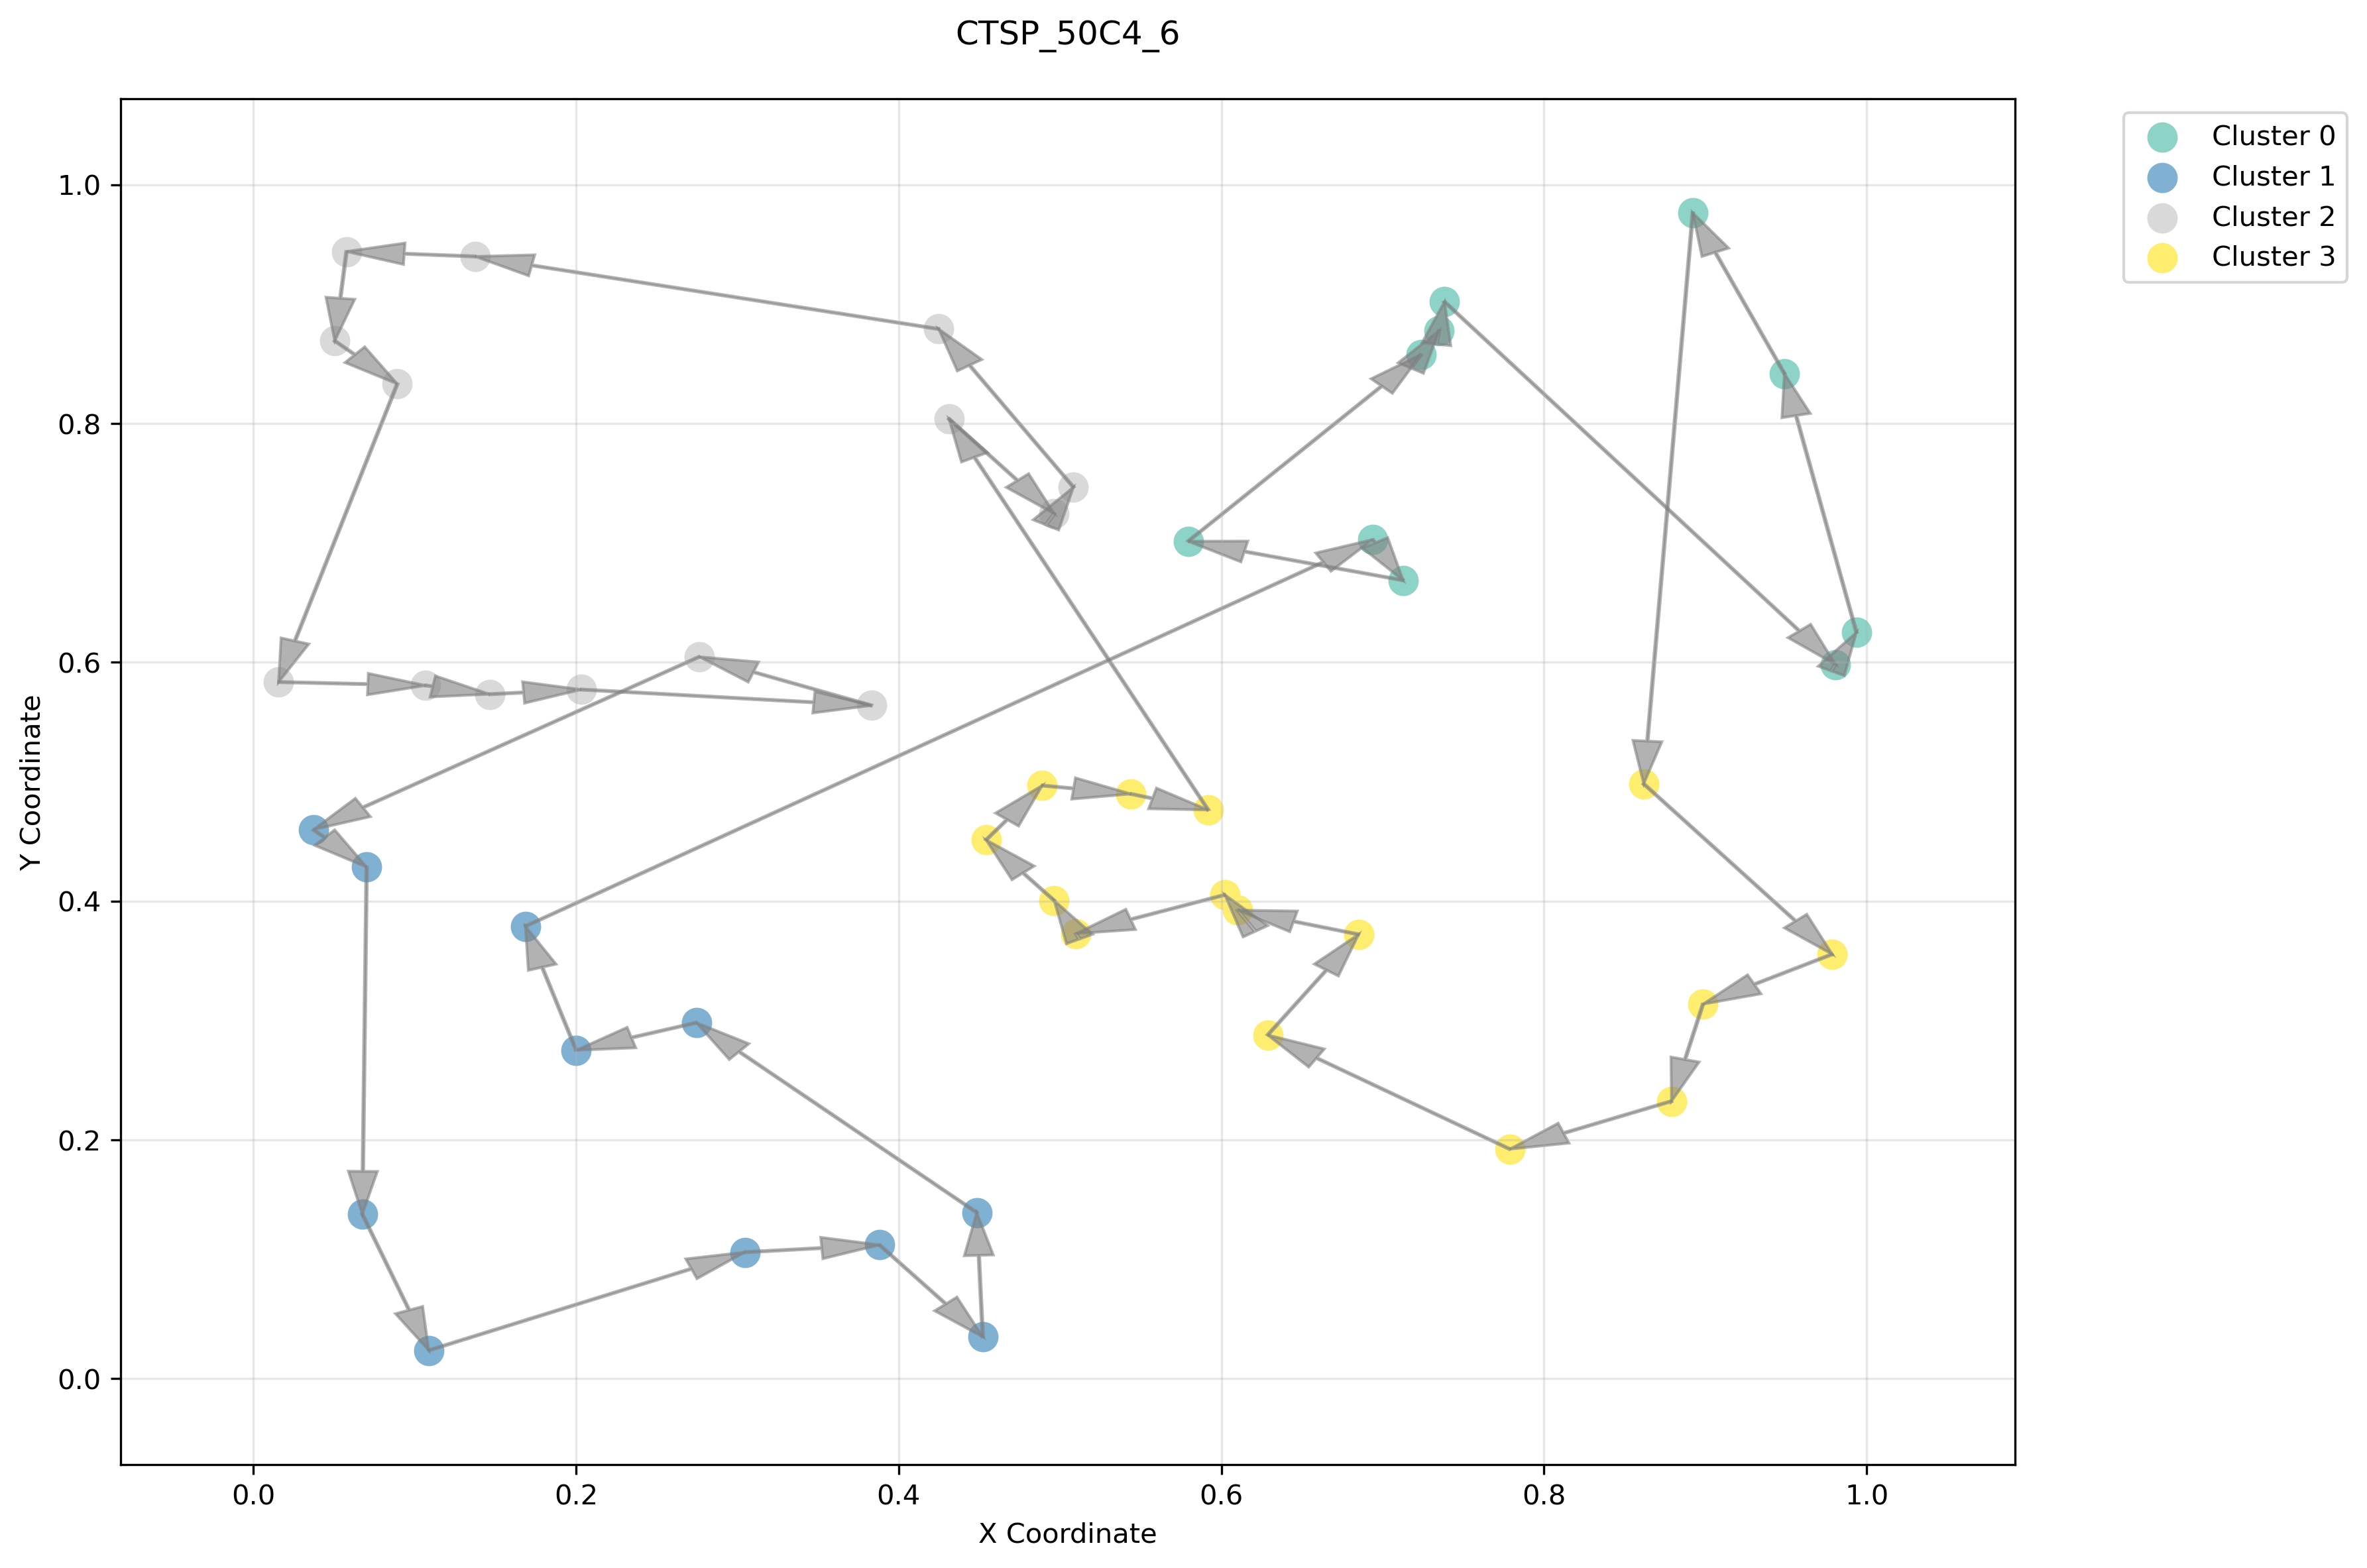 CTSP_50C4_6
Cluster 0
Cluster 1
Cluster 2
Cluster 3
1.0
0.8
0.6
0.4
0.2
0.0
Y Coordinate
0.0 0.2 0.4 0.6 0.8 1.0
X Coordinate